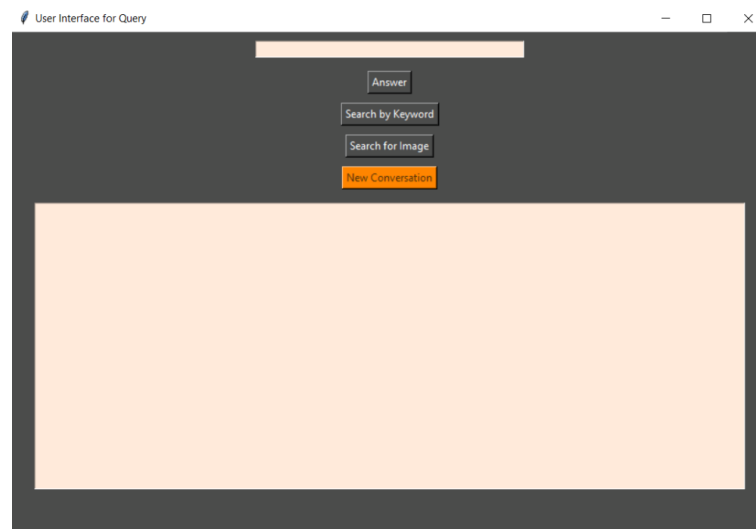 User Interface for Query
Answer
Search by Keyword
Search for Image
New Conversation